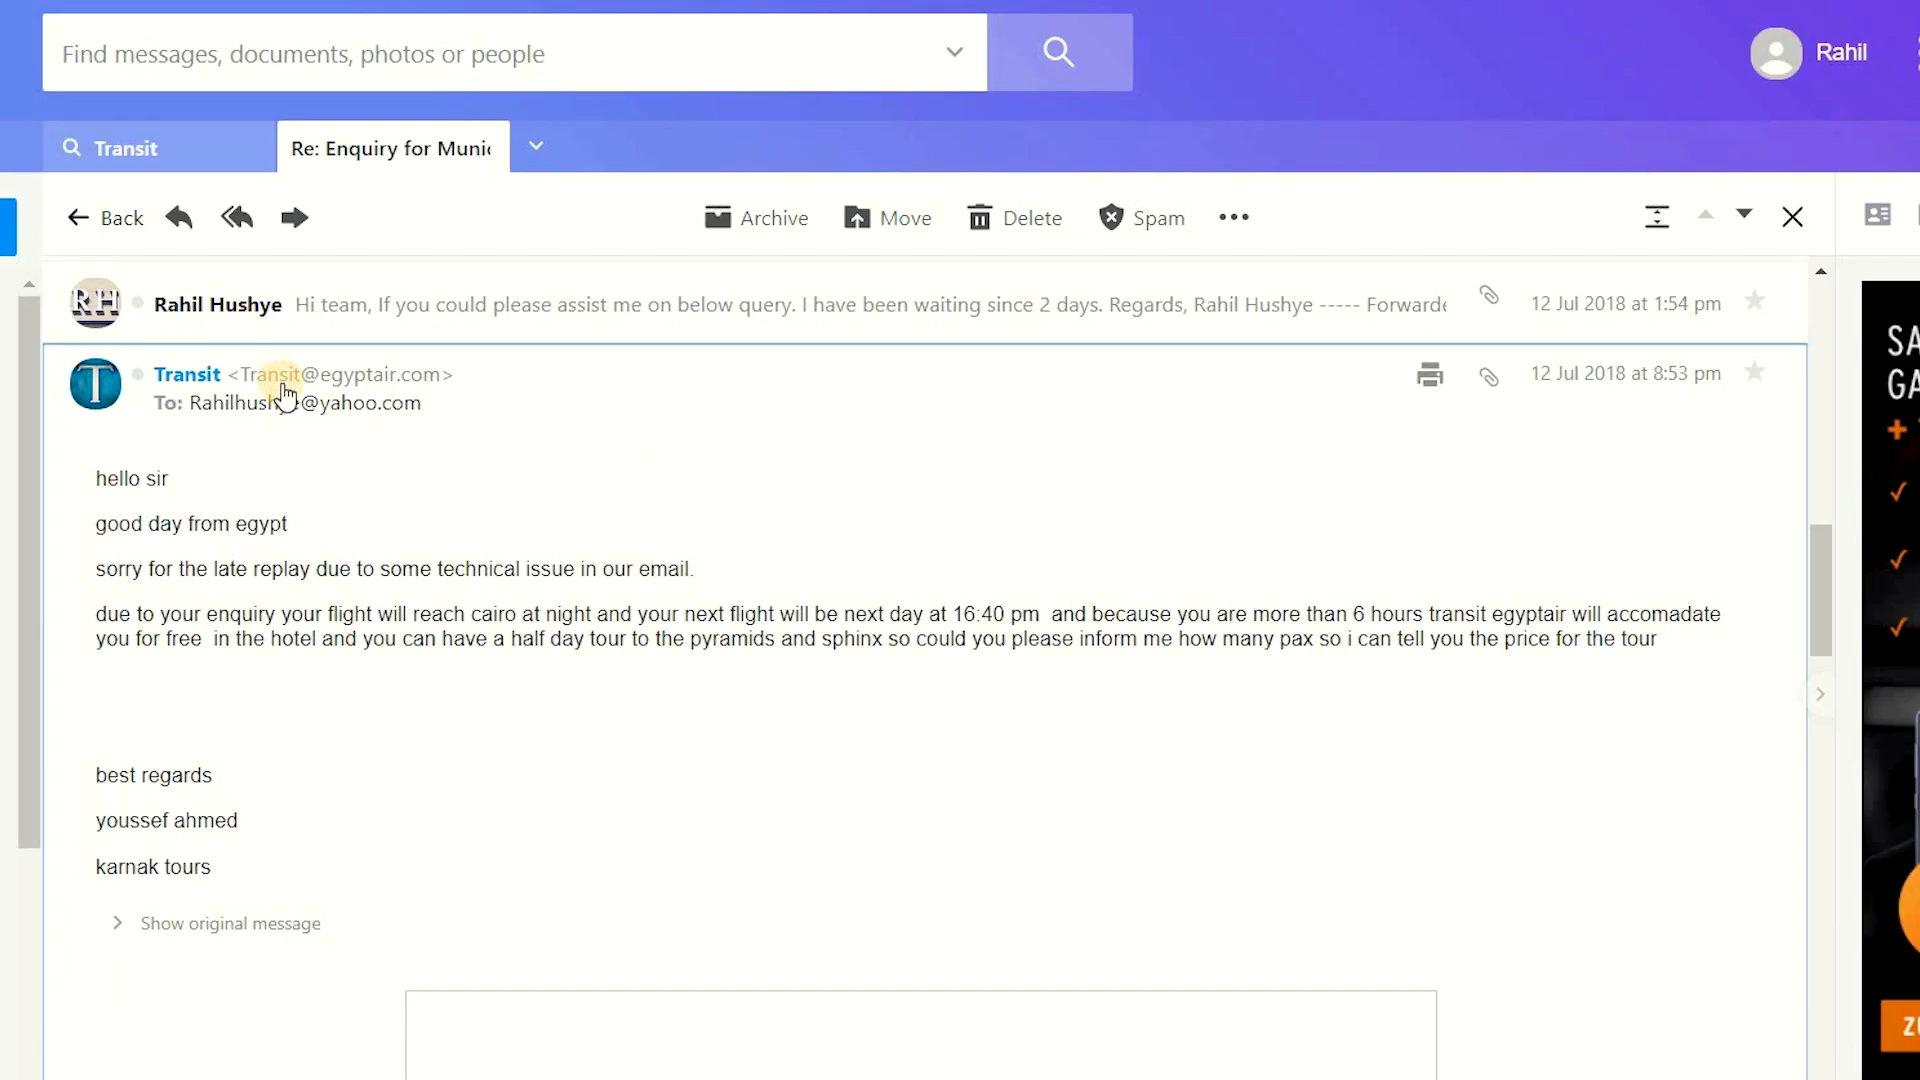 Find messages, documents, photos or people
Rahil
Transit
Re: Enquiry for Munic
Back
Archive
Move
Delete
Spam
RH
Rahil Hushye Hi team, If you could please assist me on below query. I have been waiting since 2 days. Regards, Rahil Hushye ----- Forwarde
12 Jul 2018 at 1:54 pm
T
Transit <Transit@egyptair.com>
12 Jul 2018 at 8:53 pm
To: Rahilhushye@yahoo.com
hello sir
good day from egypt
sorry for the late replay due to some technical issue in our email.
due to your enquiry your flight will reach cairo at night and your next flight will be next day at 16:40 pm and because you are more than 6 hours transit egyptair will accomadate
you for free in the hotel and you can have a half day tour to the pyramids and sphinx so could you please inform me how many pax so i can tell you the price for the tour
best regards
youssef ahmed
karnak tours
Show original message
SA
GA
+
ZU